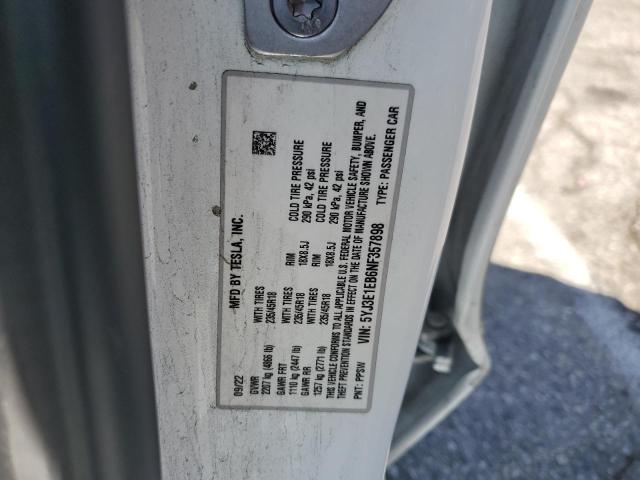 MFD BY TESLA, INC.
09/22
GVWR
2207 kg (4866 lb)
GAWR FRT WITH TIRES RIM COLD TIRE PRESSURE
1110 kg (2447 lb) 235/45R18 18X8.5J 290 kPa, 42 psi
GAWR RR WITH TIRES RIM COLD TIRE PRESSURE
1257 kg (2771 lb) 235/45R18 18X8.5J 290 kPa, 42 psi
THIS VEHICLE CONFORMS TO ALL APPLICABLE U.S. FEDERAL MOTOR VEHICLE SAFETY, BUMPER, AND
THEFT PREVENTION STANDARDS IN EFFECT ON THE DATE OF MANUFACTURE SHOWN ABOVE.
PNT: PPSW VIN: 5YJ3E1EB6NF357898 TYPE: PASSENGER CAR